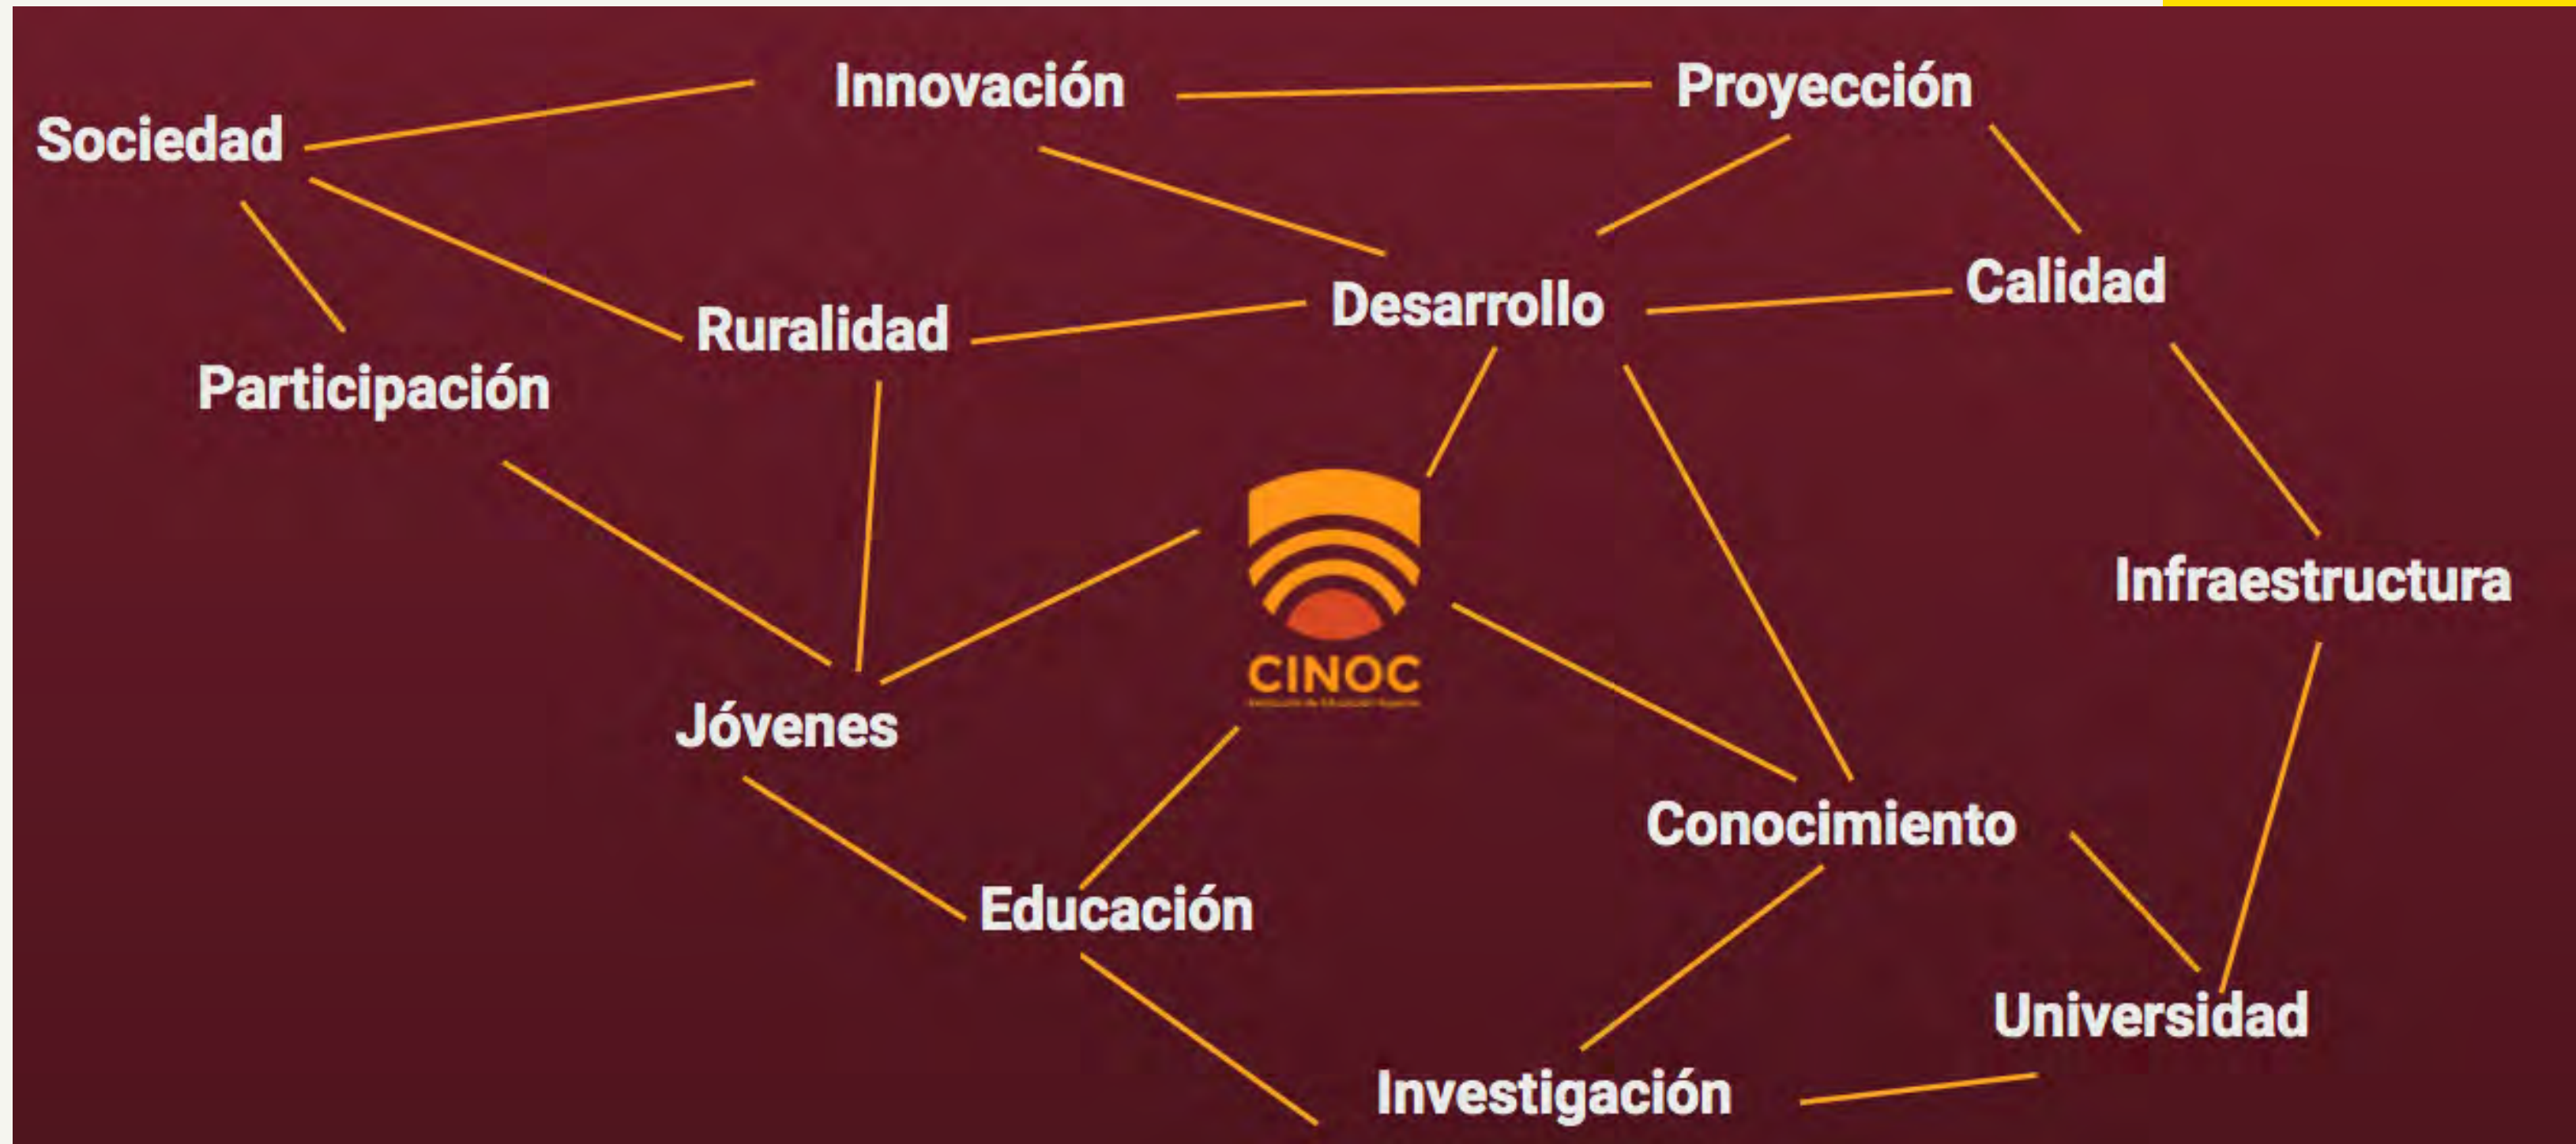 Innovación
Proyección
Sociedad
Calidad
Desarrollo
Ruralidad
Participación
Infraestructura
CINOC
Jóvenes
Conocimiento
Educación
Universidad
Investigación